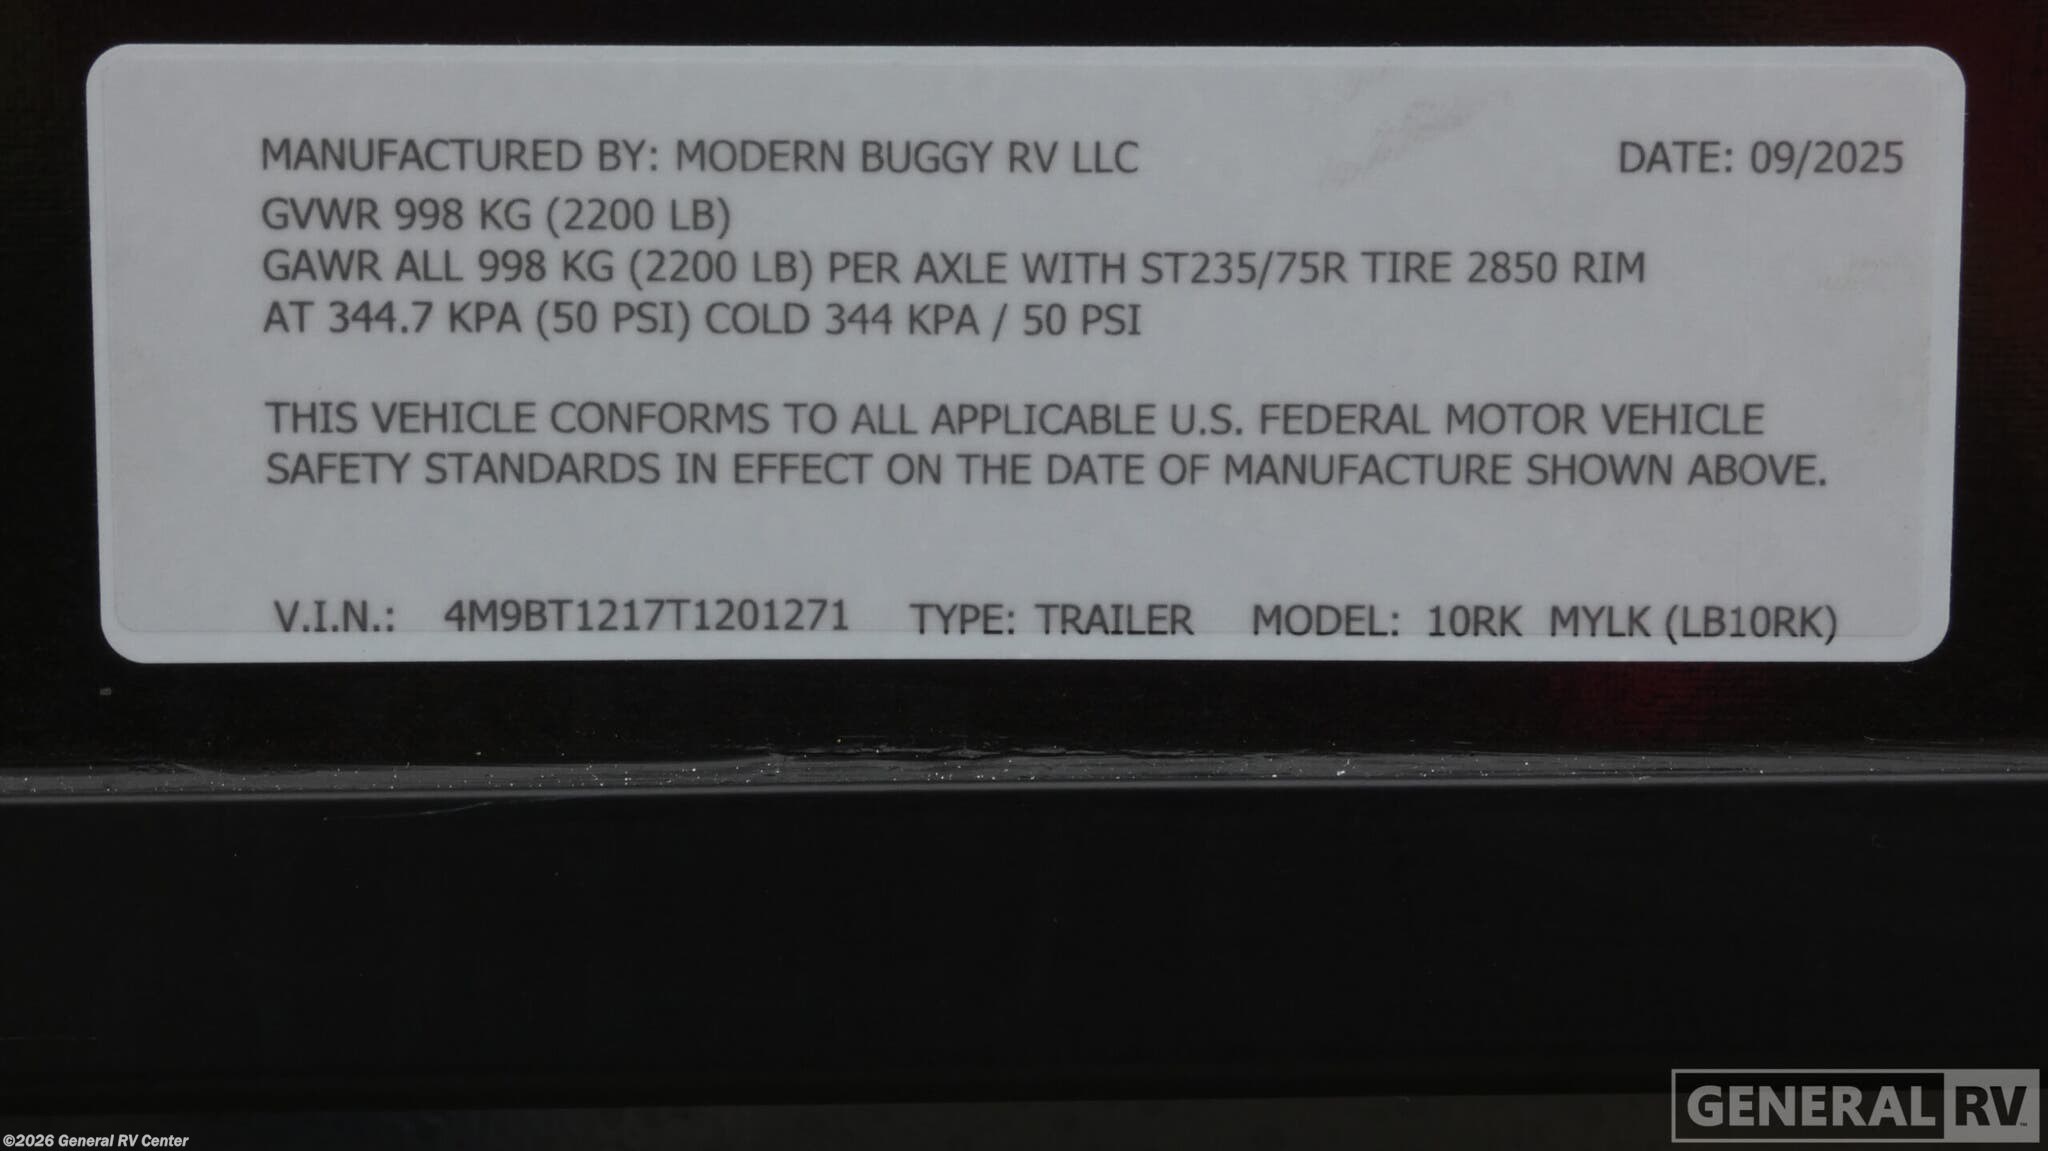 MANUFACTURED BY: MODERN BUGGY RV LLC DATE: 09/2025
GVWR 998 KG (2200 LB)
GAWR ALL 998 KG (2200 LB) PER AXLE WITH ST235/75R TIRE 2850 RIM
AT 344.7 KPA (50 PSI) COLD 344 KPA / 50 PSI
THIS VEHICLE CONFORMS TO ALL APPLICABLE U.S. FEDERAL MOTOR VEHICLE
SAFETY STANDARDS IN EFFECT ON THE DATE OF MANUFACTURE SHOWN ABOVE.
V.I.N.: 4M9BT1217T1201271 TYPE: TRAILER MODEL: 10RK MYLK (LB10RK)
GENERAL RV™
©2026 General RV Center